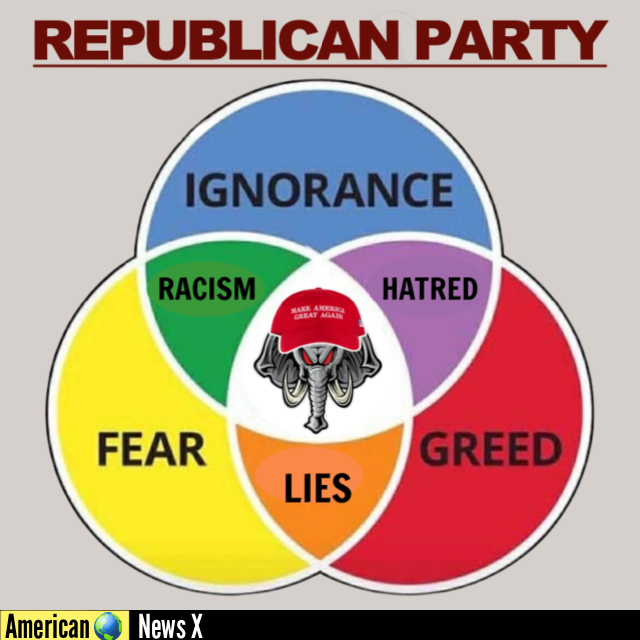 REPUBLICAN PARTY
IGNORANCE
RACISM
HATRED
MAKE AMERICA
GREAT AGAIN
FEAR
GREED
LIES
American News X